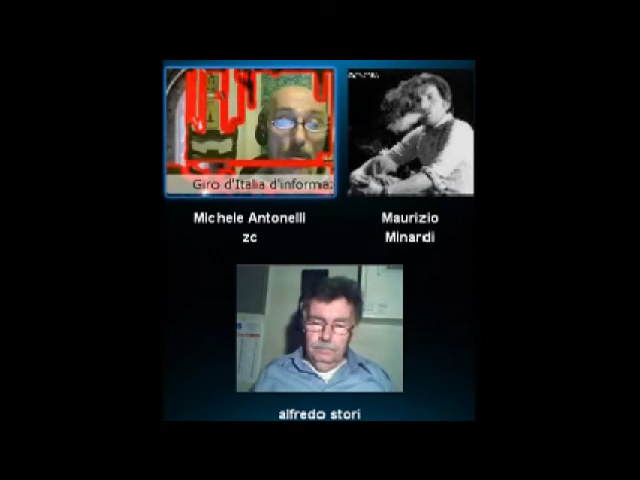 Giro d'Italia d'informa
Michele Antonelli
zc
Maurizio
Minardi
alfredo stori